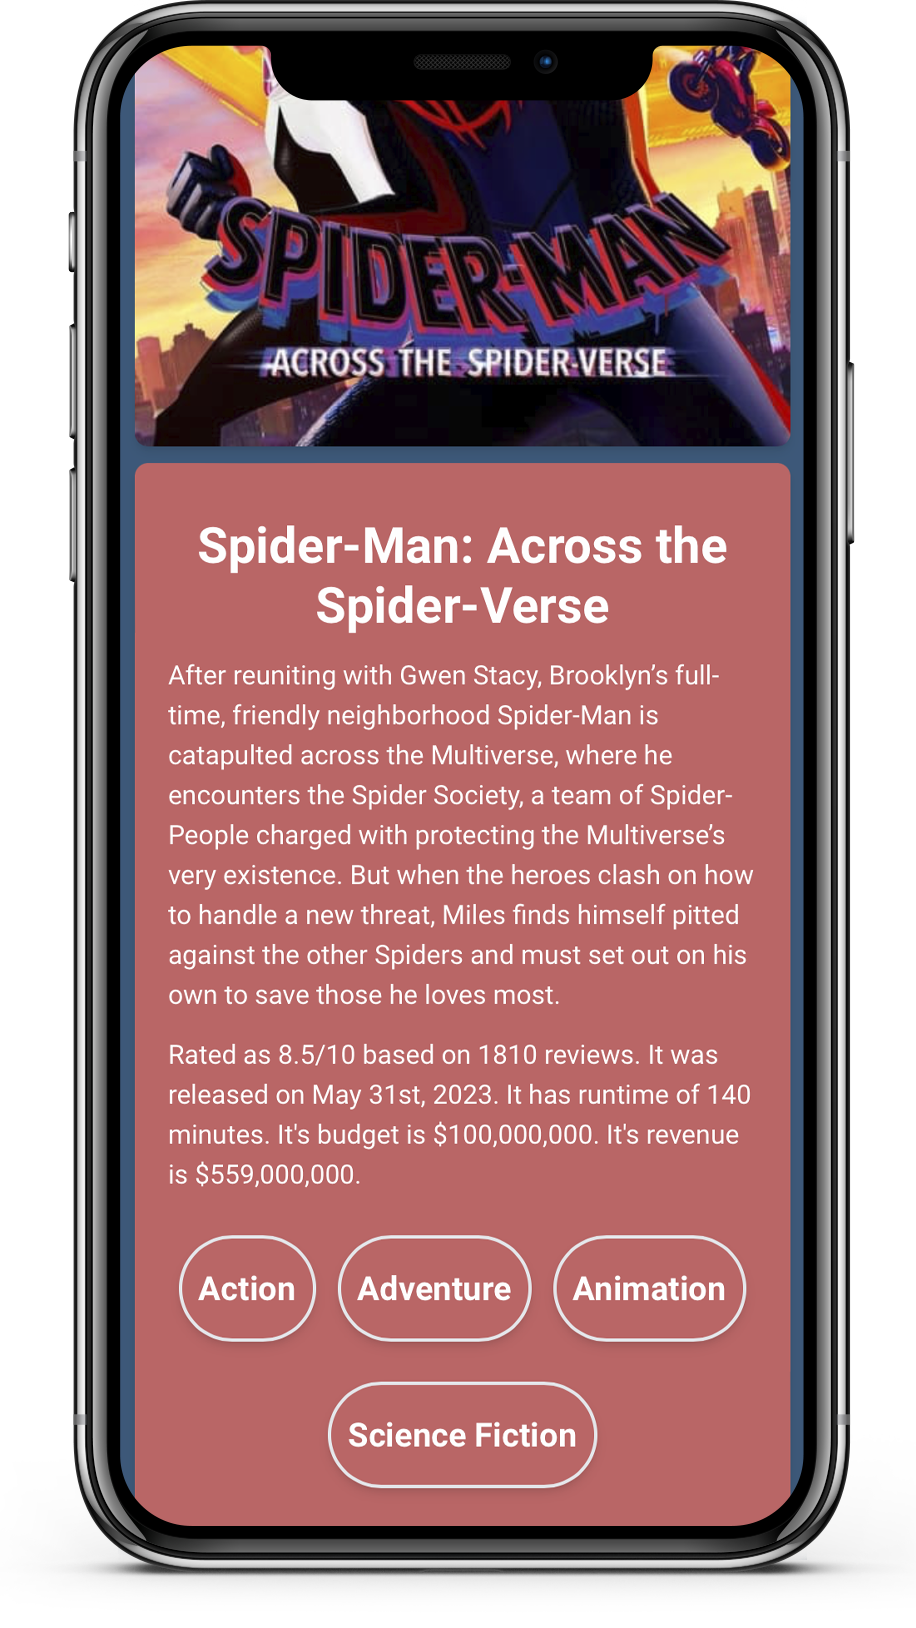 SPIDER-MAN
ACROSS THE SPIDER-VERSE
Spider-Man: Across the
Spider-Verse
After reuniting with Gwen Stacy, Brooklyn’s full-
time, friendly neighborhood Spider-Man is
catapulted across the Multiverse, where he
encounters the Spider Society, a team of Spider-
People charged with protecting the Multiverse’s
very existence. But when the heroes clash on how
to handle a new threat, Miles finds himself pitted
against the other Spiders and must set out on his
own to save those he loves most.
Rated as 8.5/10 based on 1810 reviews. It was
released on May 31st, 2023. It has runtime of 140
minutes. It's budget is $100,000,000. It's revenue
is $559,000,000.
Action Adventure Animation
Science Fiction